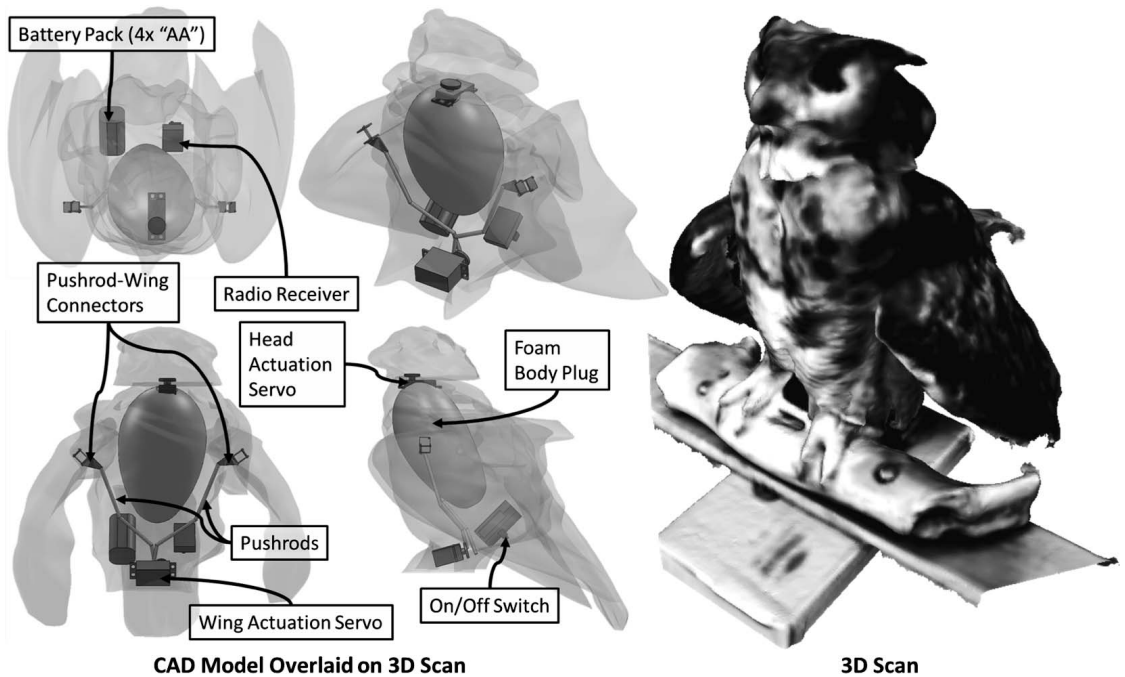 Battery Pack (4x “AA”)
Pushrod-Wing
Connectors
Radio Receiver
Head
Actuation
Servo
Foam
Body Plug
Pushrods
On/Off Switch
Wing Actuation Servo
CAD Model Overlaid on 3D Scan
3D Scan